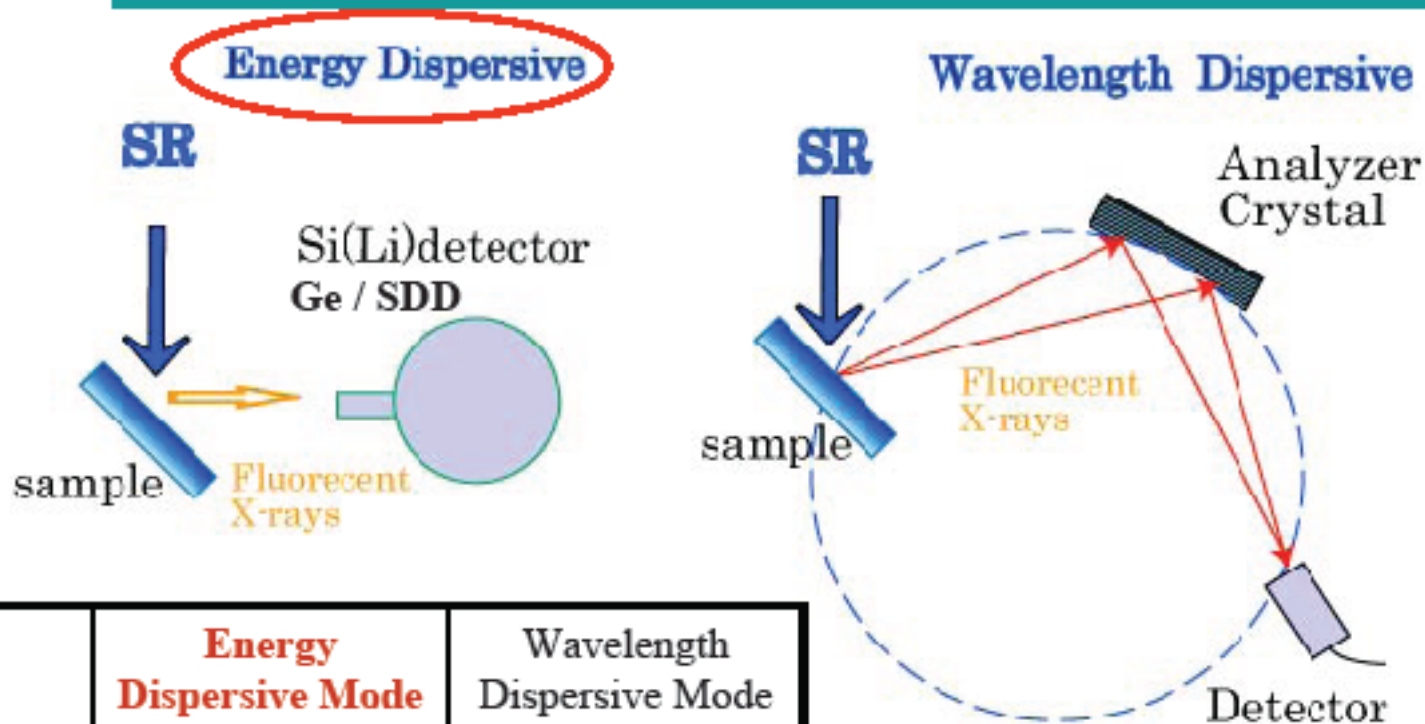 Energy Dispersive
SR
Si(Li)detector
Ge / SDD
sample
Fluorecent
X-rays
Wavelength Dispersive
SR
Analyzer
Crystal
Fluorecent
X-rays
sample
Detector
Energy
Dispersive Mode
Wavelength
Dispersive Mode